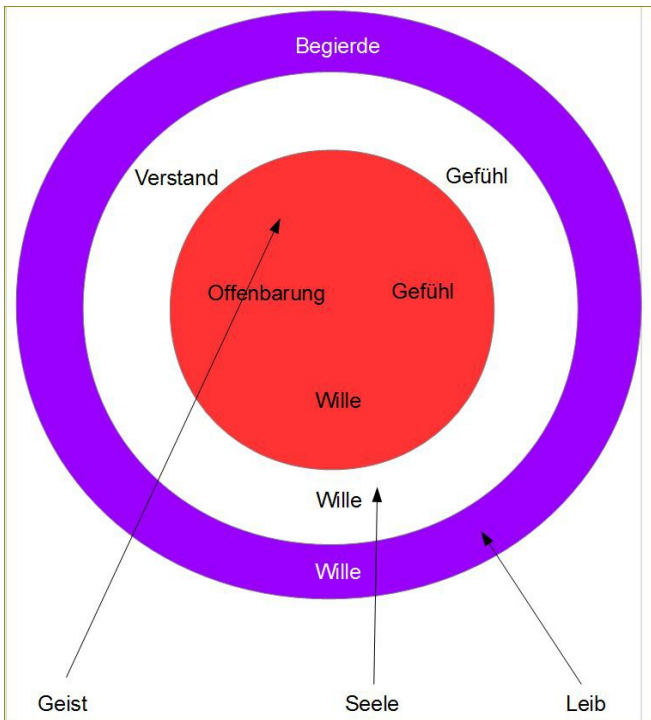 Begierde
Verstand
Gefühl
Offenbarung
Gefühl
Wille
Wille
Wille
Geist
Seele
Leib